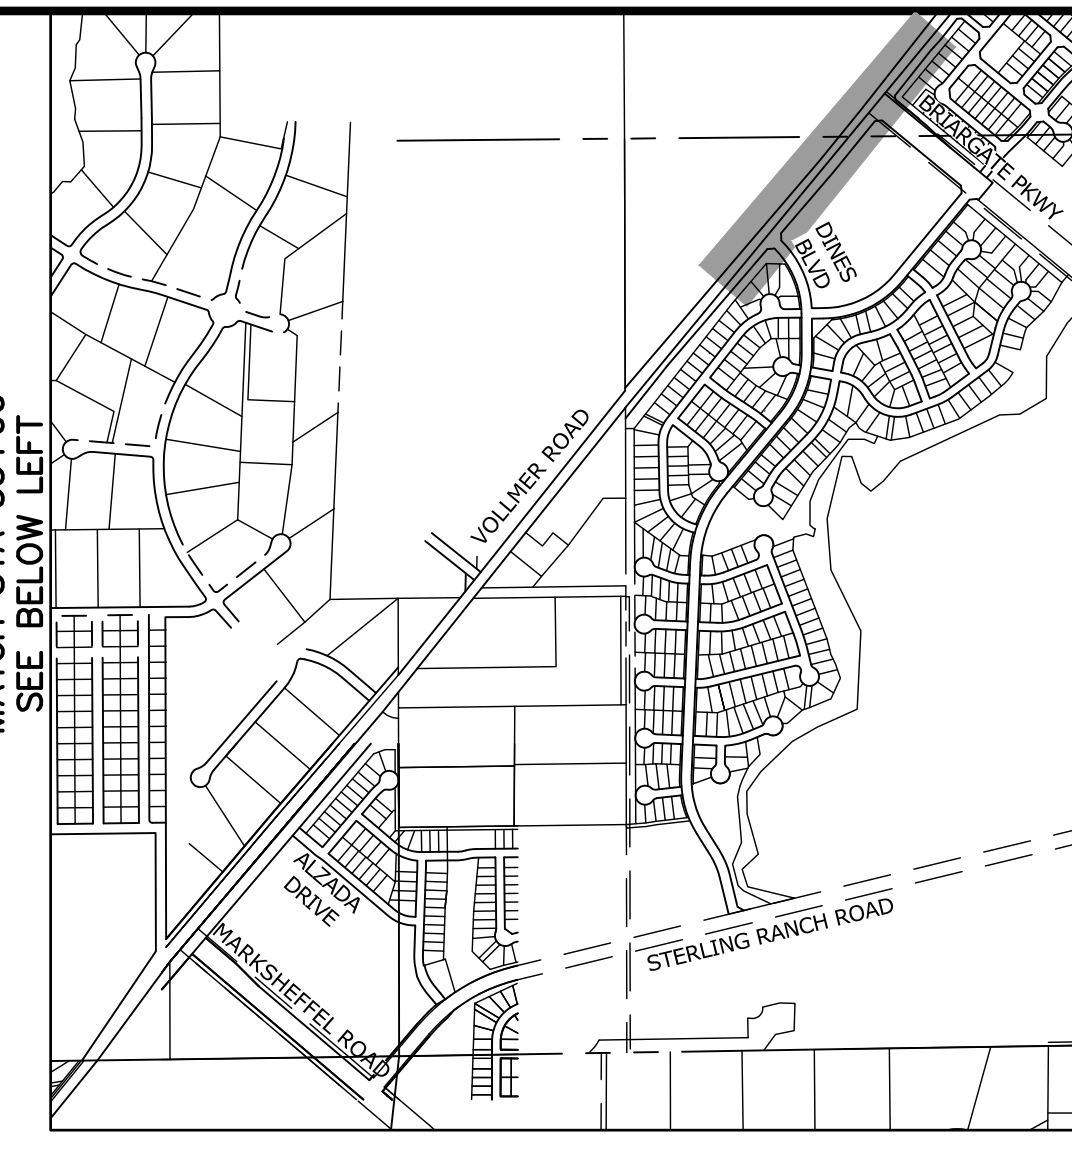 BRIARGATE PKWY
DINES
BLVD
SEE BELOW LEFT
VOLLMER ROAD
ALZADA
DRIVE
STERLING RANCH ROAD
MARKSHEFFEL ROAD